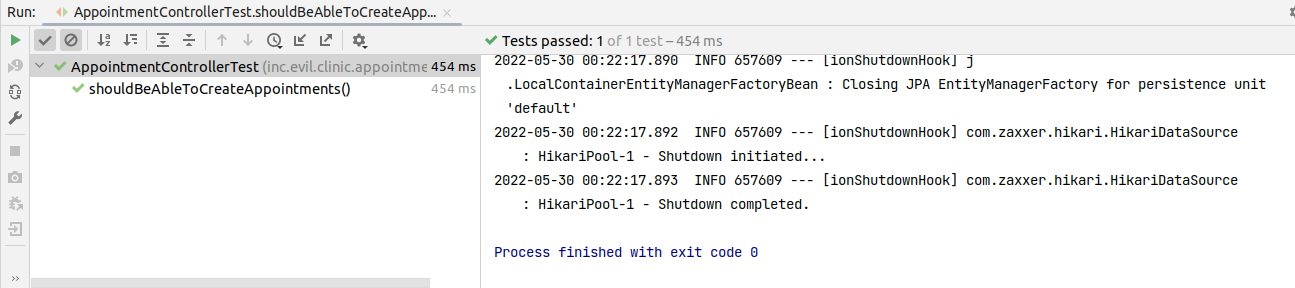 Run: AppointmentControllerTest.shouldBeAbleToCreateApp...
Tests passed: 1 of 1 test – 454 ms
AppointmentControllerTest (inc.evil.clinic.appointme 454 ms
shouldBeAbleToCreateAppointments() 454 ms
2022-05-30 00:22:17.890  INFO 657609 --- [ionShutdownHook] j
.LocalContainerEntityManagerFactoryBean : Closing JPA EntityManagerFactory for persistence unit
'default'
2022-05-30 00:22:17.892  INFO 657609 --- [ionShutdownHook] com.zaxxer.hikari.HikariDataSource
: HikariPool-1 - Shutdown initiated...
2022-05-30 00:22:17.893  INFO 657609 --- [ionShutdownHook] com.zaxxer.hikari.HikariDataSource
: HikariPool-1 - Shutdown completed.
Process finished with exit code 0